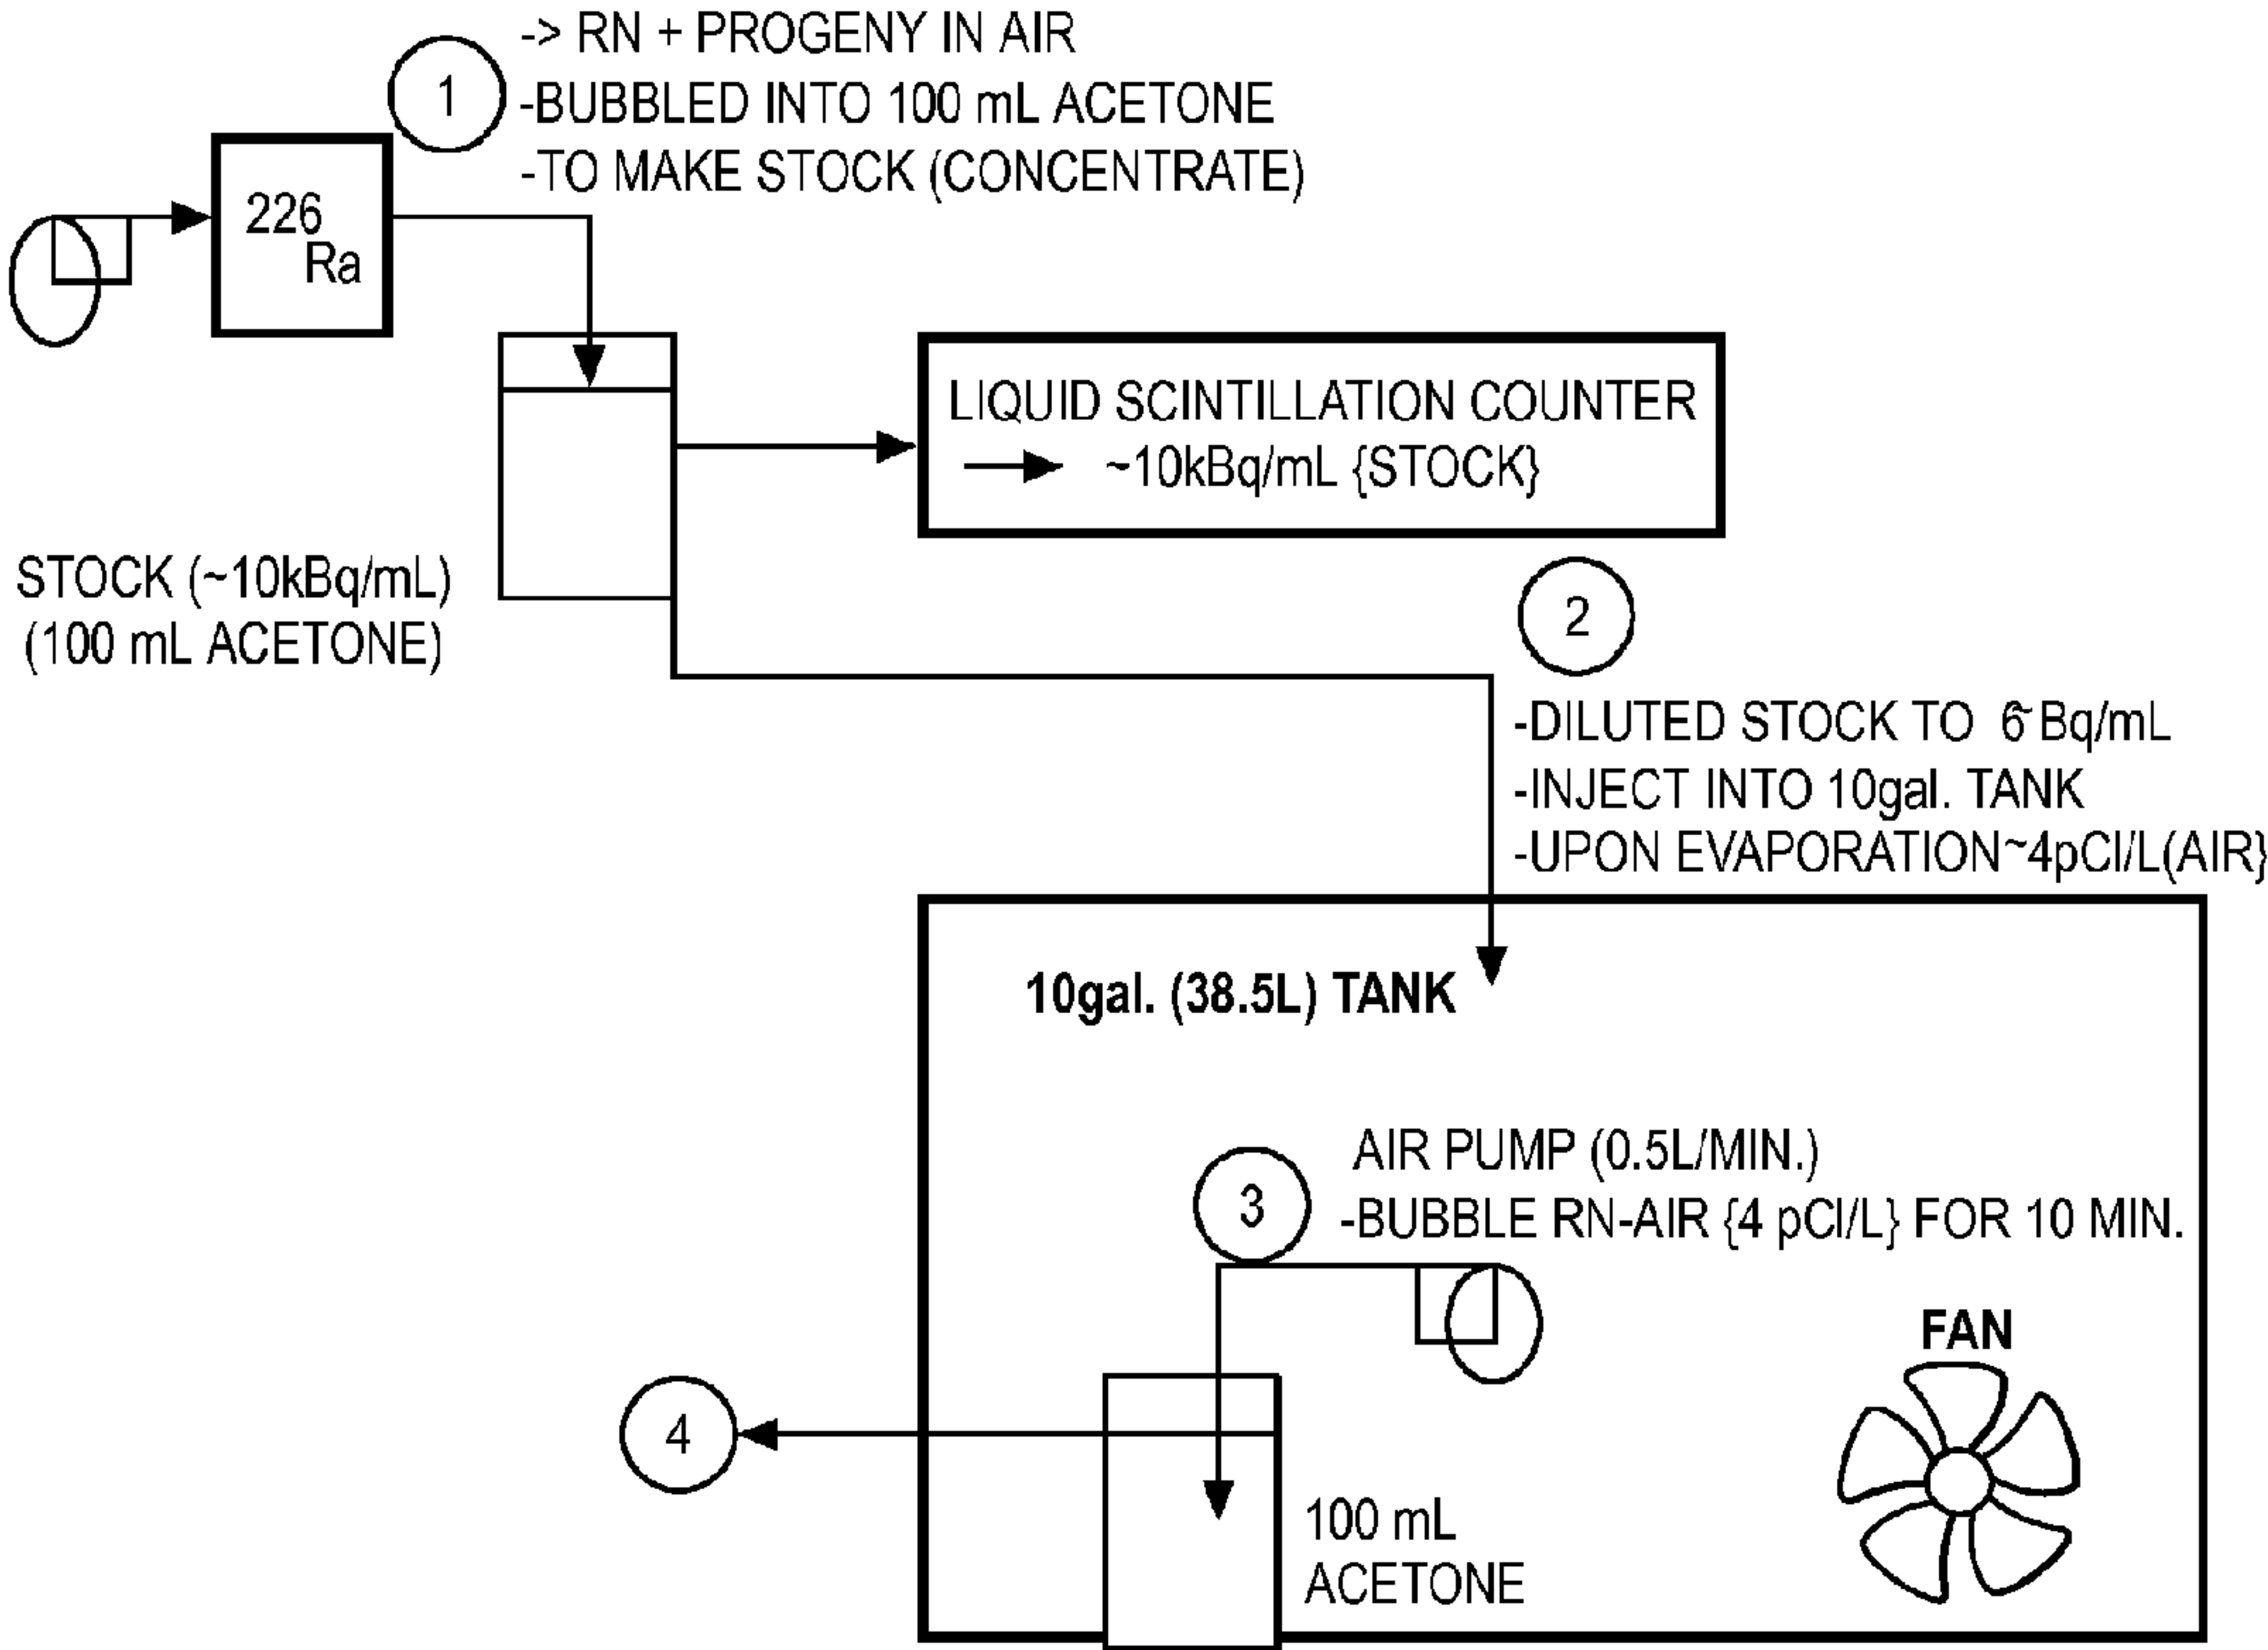 1
-> RN + PROGENY IN AIR
-BUBBLED INTO 100 mL ACETONE
-TO MAKE STOCK (CONCENTRATE)
226
Ra
LIQUID SCINTILLATION COUNTER
~10kBq/mL {STOCK}
STOCK (~10kBq/mL)
(100 mL ACETONE)
2
-DILUTED STOCK TO 6~Bq/mL
-INJECT INTO 10gal. TANK
-UPON EVAPORATION~4pCI/L(AIR}
10gal. (38.5L) TANK
3
AIR PUMP (0.5L/MIN.)
-BUBBLE RN-AIR {4 pCI/L} FOR 10 MIN.
FAN
4
100 mL
ACETONE